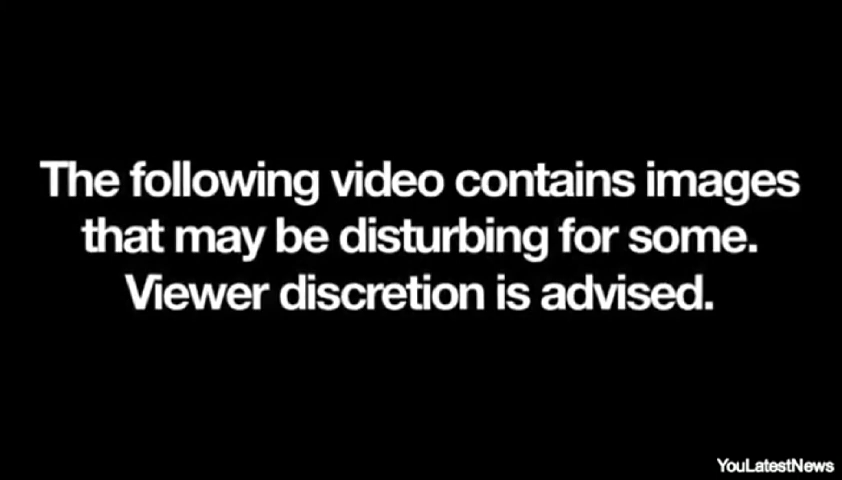 The following video contains images
that may be disturbing for some.
Viewer discretion is advised.
YouLatestNews